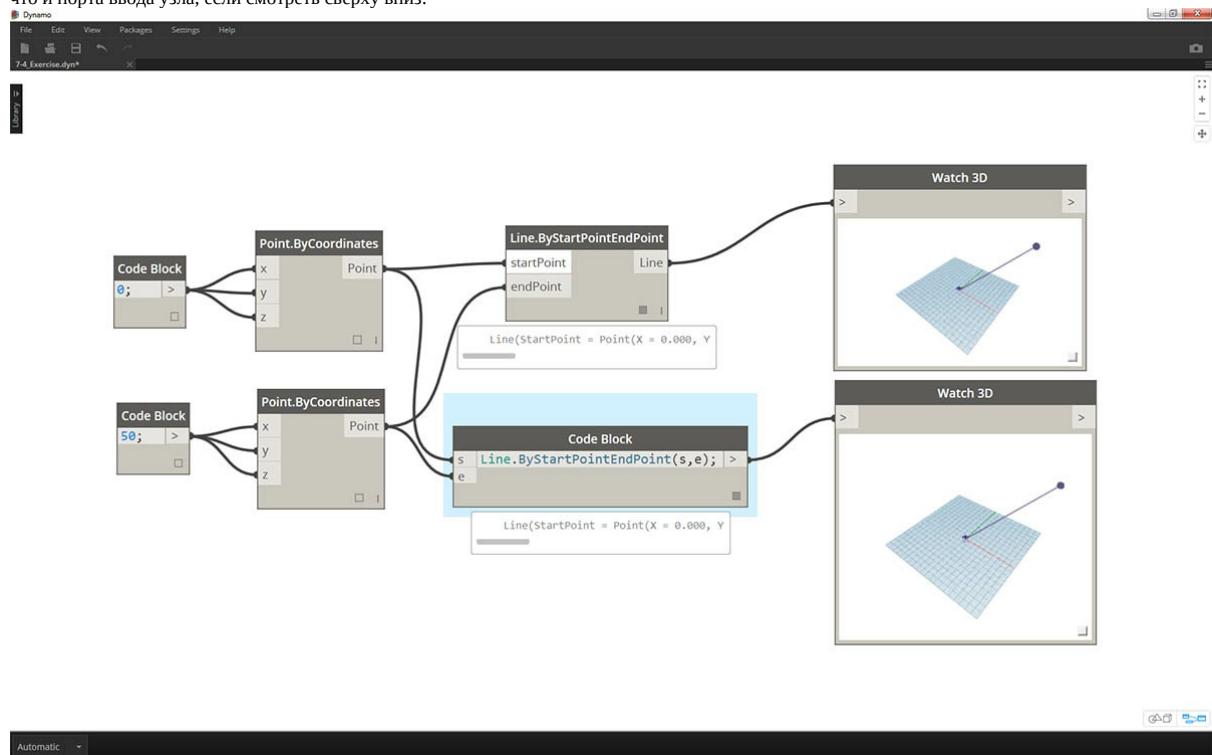 что и порта ввода узла, если смотреть сверху вниз.
Dynamo
File Edit View Packages Settings Help
7-4_Exercise.dyn*
Library
Watch 3D
>
>
Line.ByStartPointEndPoint
startPoint
Line
endPoint
Point.ByCoordinates
x
Point
y
z
Code Block
0;
>
Line(StartPoint = Point(X = 0.000, Y
Watch 3D
>
>
Point.ByCoordinates
x
Point
y
z
Code Block
50;
>
Code Block
s
Line.ByStartPointEndPoint(s,e);
>
e
Line(StartPoint = Point(X = 0.000, Y
Automatic